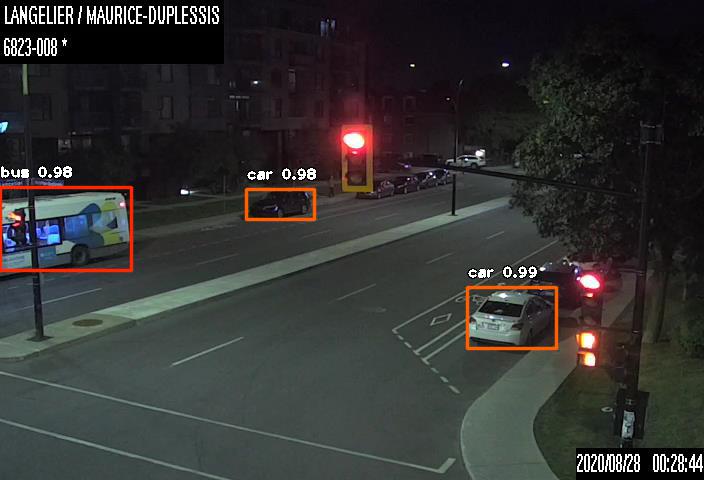 LANGELIER / MAURICE-DUPLESSIS
6823-008 *
bus 0.98
car 0.98
car 0.99
2020/08/28 00:28:44